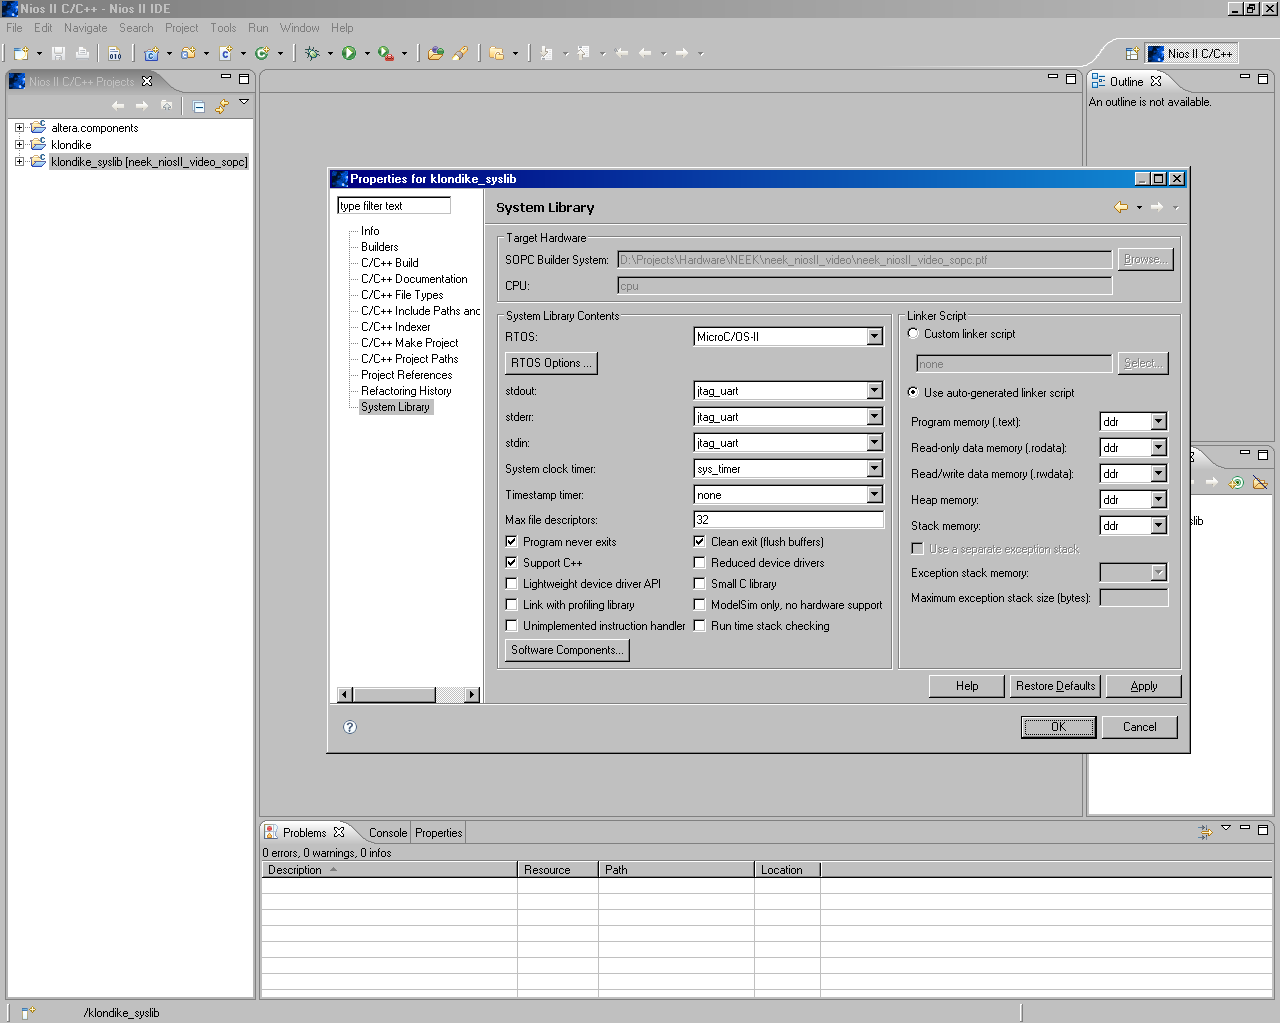 Nios II C/C++ - Nios II IDE
File Edit Navigate Search Project Tools Run Window Help
010
Nios II C/C++
Nios II C/C++ Projects
Outline
An outline is not available.
altera.components
klondike
klondike_syslib [neek_niosII_video_sopc]
Properties for klondike_syslib
type filter text
Info
Builders
C/C++ Build
C/C++ Documentation
C/C++ File Types
C/C++ Include Paths and
C/C++ Indexer
C/C++ Make Project
C/C++ Project Paths
Project References
Refactoring History
System Library
System Library
Target Hardware
SOPC Builder System: D:\Projects\Hardware\NEEK\neek_niosII_video\neek_niosII_video_sopc.ptf Browse...
CPU: cpu
System Library Contents
RTOS: MicroC/OS-II
RTOS Options ...
stdout: jtag_uart
stderr: jtag_uart
stdin: jtag_uart
System clock timer: sys_timer
Timestamp timer: none
Max file descriptors: 32
Program never exits Clean exit (flush buffers)
Support C++ Reduced device drivers
Lightweight device driver API Small C library
Link with profiling library ModelSim only, no hardware support
Unimplemented instruction handler Run time stack checking
Software Components...
Linker Script
Custom linker script
none Select...
Use auto-generated linker script
Program memory (.text): ddr
Read-only data memory (.rodata): ddr
Read/write data memory (.rwdata): ddr
Heap memory: ddr
Stack memory: ddr
Use a separate exception stack
Exception stack memory:
Maximum exception stack size (bytes):
Help Restore Defaults Apply
OK Cancel
slib
Problems Console Properties
0 errors, 0 warnings, 0 infos
Description Resource Path Location
/klondike_syslib